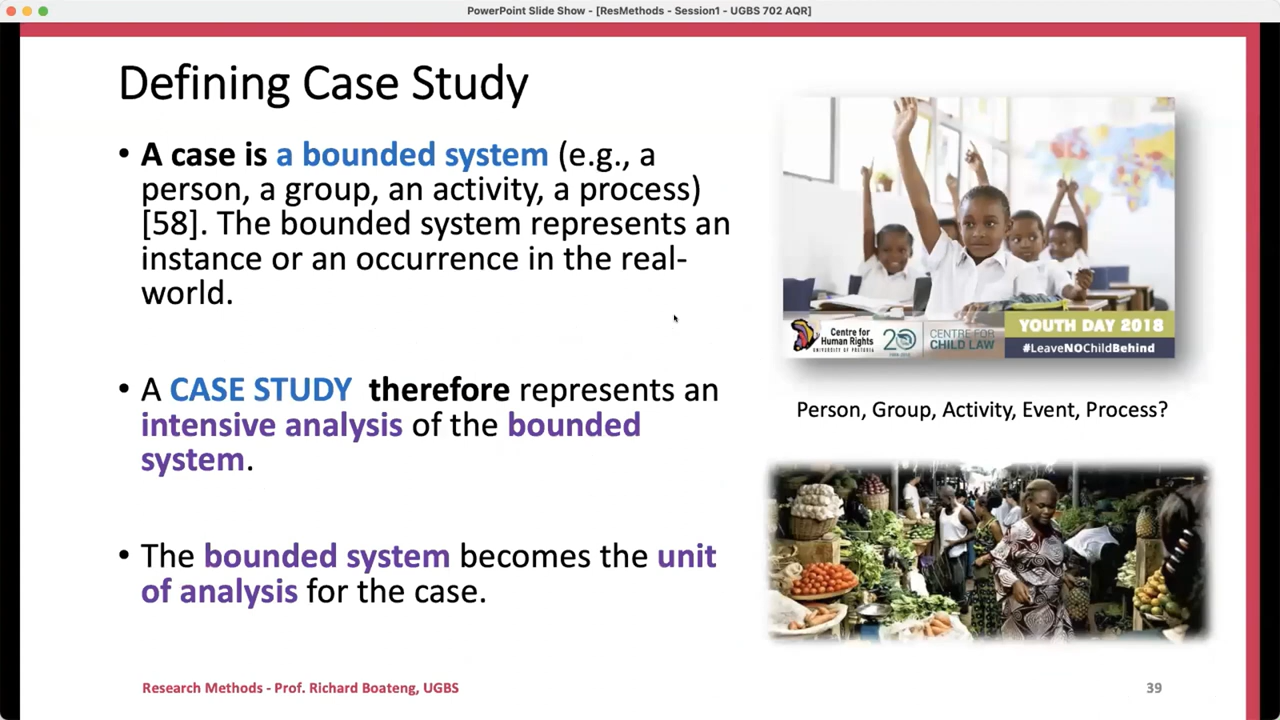 PowerPoint Slide Show - [ResMethods - Session1 - UGBS 702 AQR]
Defining Case Study
• A case is a bounded system (e.g., a
person, a group, an activity, a process)
[58]. The bounded system represents an
instance or an occurrence in the real-
world.
• A CASE STUDY therefore represents an
intensive analysis of the bounded
system.
• The bounded system becomes the unit
of analysis for the case.
Centre for
Human Rights
UNIVERSITY OF PRETORIA
20
CENTRE FOR
CHILD LAW
YOUTH DAY 2018
#LeaveNOChildBehind
Person, Group, Activity, Event, Process?
Research Methods - Prof. Richard Boateng, UGBS
39